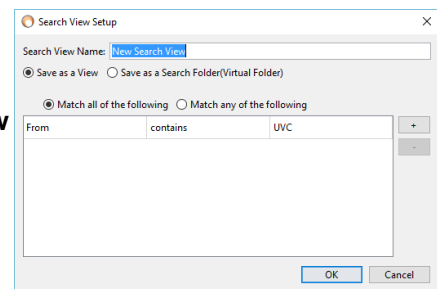 Search View Setup
Search View Name: New Search View
Save as a View Save as a Search Folder(Virtual Folder)
Match all of the following Match any of the following
w
From contains UVC +
-
OK Cancel